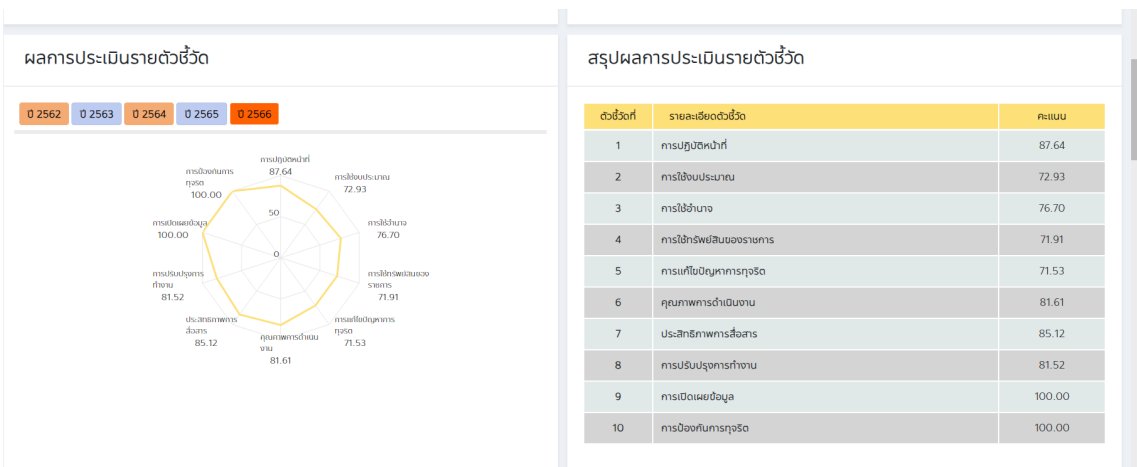 ผลการประเมินรายตัวชี้วัด
ปี 2562 ปี 2563 ปี 2564 ปี 2565 ปี 2566
การปฏิบัติหน้าที่
87.64
การใช้งบประมาณ
72.93
การใช้อำนาจ
76.70
การใช้ทรัพย์สินของ
ราชการ
71.91
การแก้ไขปัญหาการ
ทุจริต
71.53
คุณภาพการดำเนิน
งาน
81.61
ประสิทธิภาพการ
สื่อสาร
85.12
การปรับปรุงการ
ทำงาน
81.52
การเปิดเผยข้อมูล
100.00
การป้องกันการ
ทุจริต
100.00
50
0
สรุปผลการประเมินรายตัวชี้วัด
ตัวชี้วัดที่ รายละเอียดตัวชี้วัด คะแนน
1 การปฏิบัติหน้าที่ 87.64
2 การใช้งบประมาณ 72.93
3 การใช้อำนาจ 76.70
4 การใช้ทรัพย์สินของราชการ 71.91
5 การแก้ไขปัญหาการทุจริต 71.53
6 คุณภาพการดำเนินงาน 81.61
7 ประสิทธิภาพการสื่อสาร 85.12
8 การปรับปรุงการทำงาน 81.52
9 การเปิดเผยข้อมูล 100.00
10 การป้องกันการทุจริต 100.00